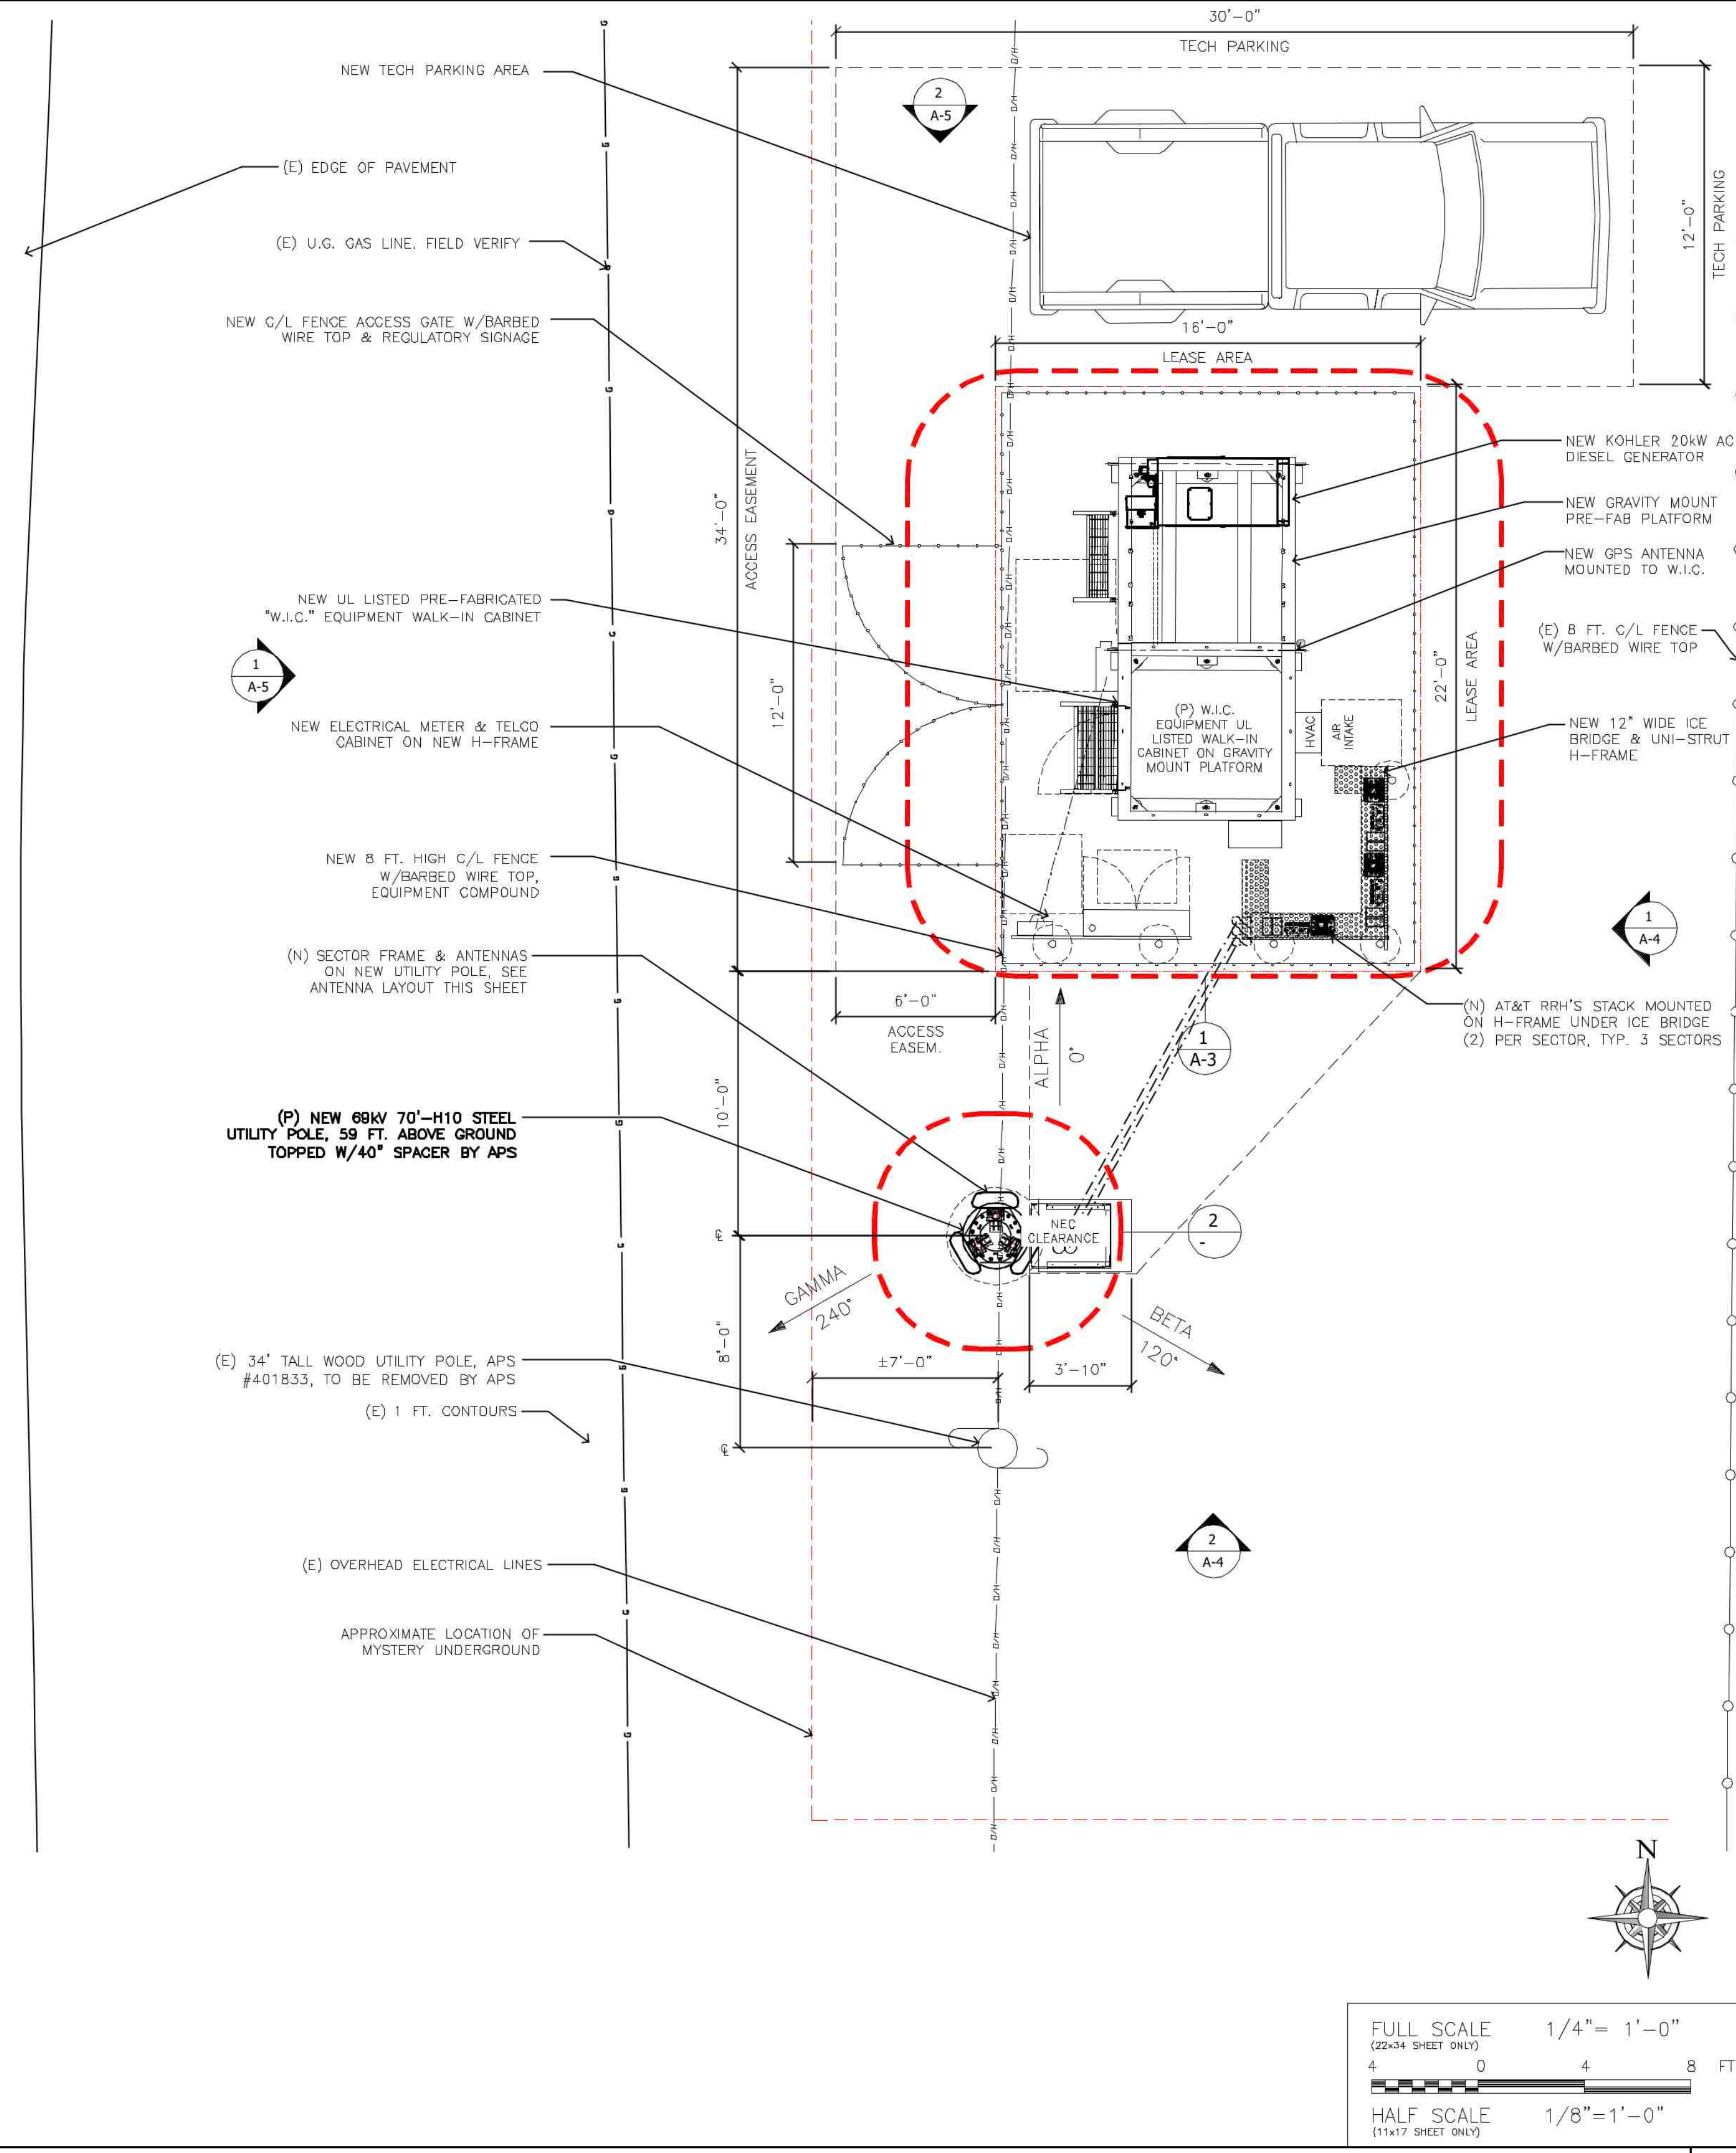 30'-0"
TECH PARKING
NEW TECH PARKING AREA
2
A-5
(E) EDGE OF PAVEMENT
12'-0"
TECH PARKING
(E) U.G. GAS LINE, FIELD VERIFY
NEW C/L FENCE ACCESS GATE W/BARBED
WIRE TOP & REGULATORY SIGNAGE
16'-0"
LEASE AREA
34'-0"
ACCESS EASEMENT
NEW KOHLER 20kW AC
DIESEL GENERATOR
NEW GRAVITY MOUNT
PRE-FAB PLATFORM
NEW GPS ANTENNA
MOUNTED TO W.I.C.
NEW UL LISTED PRE-FABRICATED
"W.I.C." EQUIPMENT WALK-IN CABINET
(E) 8 FT. C/L FENCE
W/BARBED WIRE TOP
1
A-5
12'-0"
22'-0"
LEASE AREA
NEW ELECTRICAL METER & TELCO
CABINET ON NEW H-FRAME
(P) W.I.C.
EQUIPMENT UL
LISTED WALK-IN
CABINET ON GRAVITY
MOUNT PLATFORM
HVAC
AIR
INTAKE
NEW 12" WIDE ICE
BRIDGE & UNI-STRUT
H-FRAME
NEW 8 FT. HIGH C/L FENCE
W/BARBED WIRE TOP,
EQUIPMENT COMPOUND
1
A-4
(N) SECTOR FRAME & ANTENNAS
ON NEW UTILITY POLE, SEE
ANTENNA LAYOUT THIS SHEET
6'-0"
ACCESS
EASEM.
ALPHA
0°
1
A-3
(N) AT&T RRH'S STACK MOUNTED
ON H-FRAME UNDER ICE BRIDGE
(2) PER SECTOR, TYP. 3 SECTORS
10'-0"
(P) NEW 69kV 70'-H10 STEEL
UTILITY POLE, 59 FT. ABOVE GROUND
TOPPED W/40" SPACER BY APS
NEC
CLEARANCE
2
-
GAMMA
240°
BETA
120°
8'-0"
(E) 34' TALL WOOD UTILITY POLE, APS
#401833, TO BE REMOVED BY APS
±7'-0"
3'-10"
(E) 1 FT. CONTOURS
2
A-4
(E) OVERHEAD ELECTRICAL LINES
APPROXIMATE LOCATION OF
MYSTERY UNDERGROUND
N
FULL SCALE 1/4"= 1'-0"
(22x34 SHEET ONLY)
4 0 4 8 FT
HALF SCALE 1/8"=1'-0"
(11x17 SHEET ONLY)